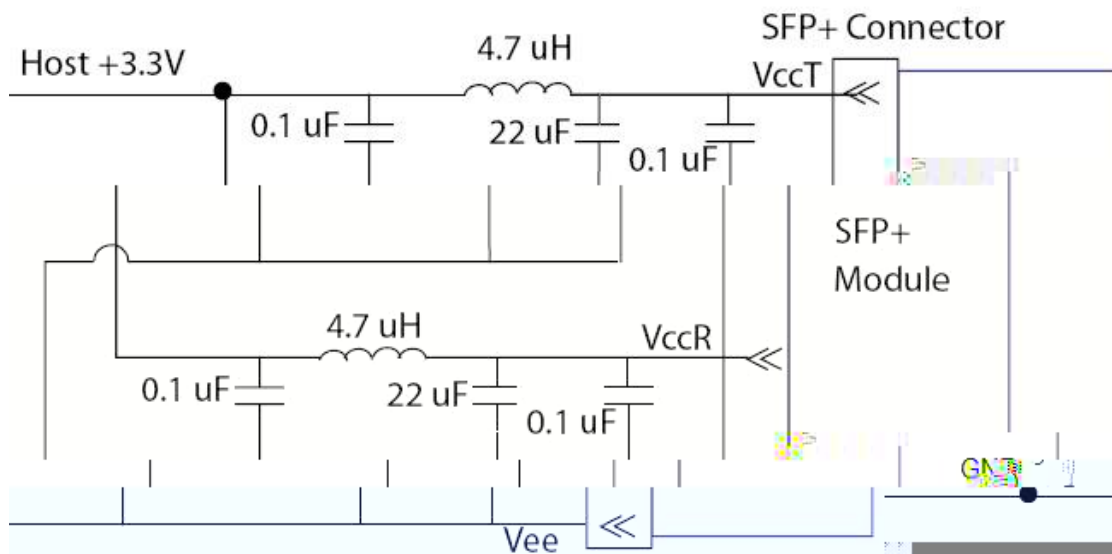 SFP+ Connector
4.7 uH
Host +3.3V
VccT
0.1 uF
22 uF
0.1 uF
SFP+
Module
4.7 uH
VccR
0.1 uF
22 uF
0.1 uF
Vee